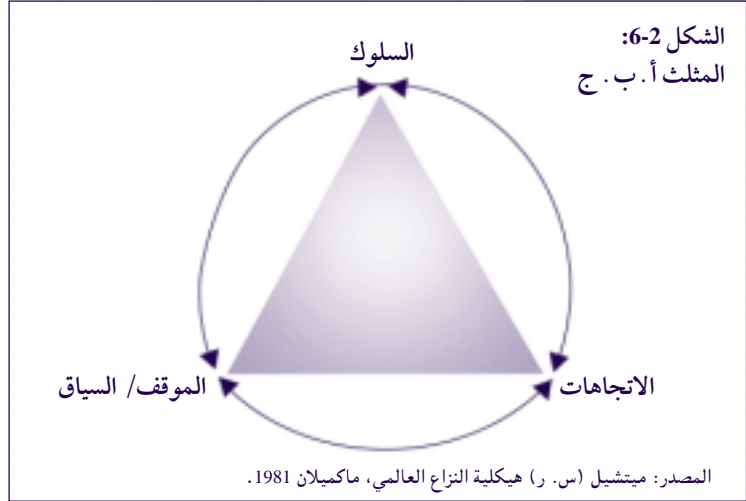 الشكل 2-6:
المثلث أ. ب. ج
السلوك
الاتجاهات
الموقف/ السياق
المصدر: ميتشيل (س. ر) هيكلية النزاع العالمي، ماكميلان 1981.